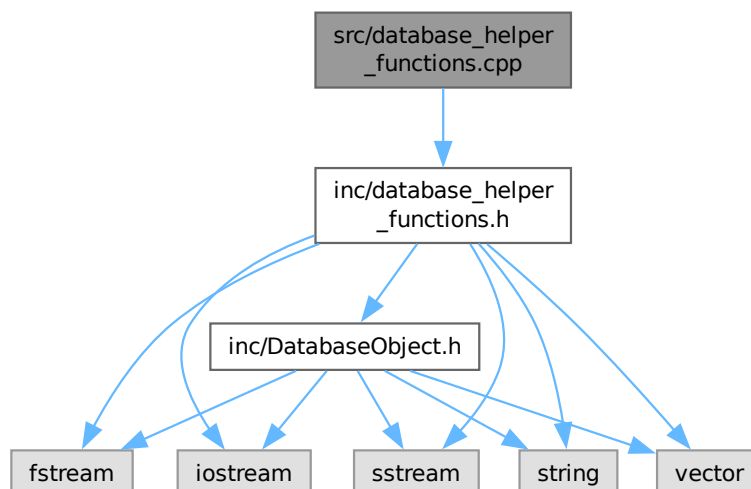 src/database_helper
_functions.cpp
inc/database_helper
_functions.h
inc/DatabaseObject.h
fstream
iostream
sstream
string
vector